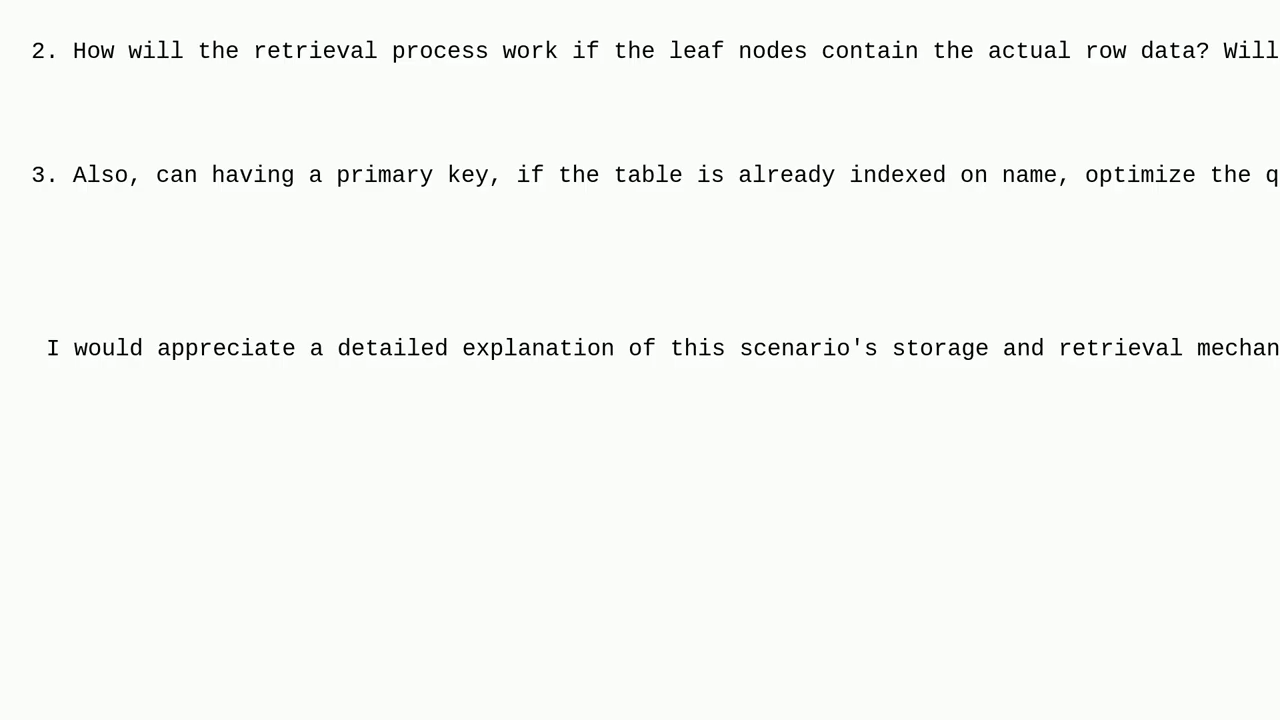 2. How will the retrieval process work if the leaf nodes contain the actual row data? Will
3. Also, can having a primary key, if the table is already indexed on name, optimize the
I would appreciate a detailed explanation of this scenario's storage and retrieval